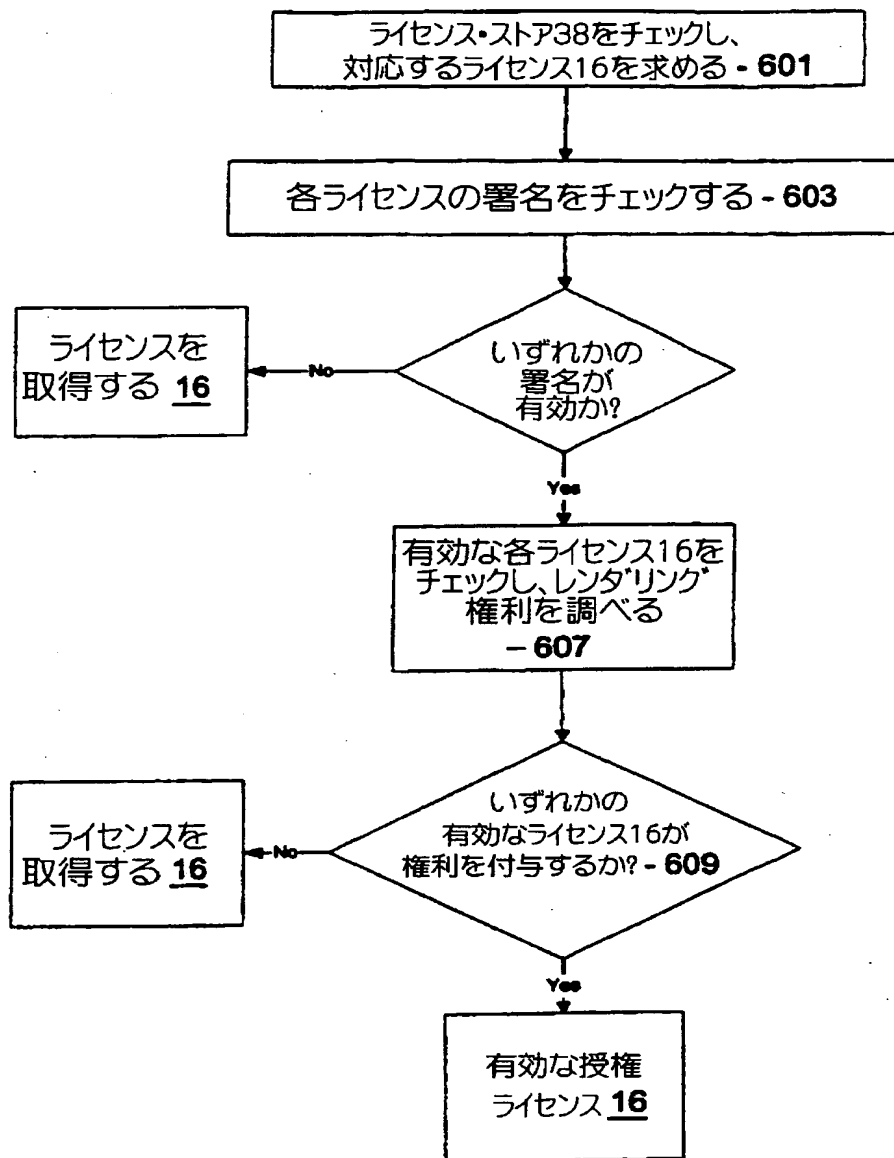 ライセンス・ストア38をチェックし、
対応するライセンス16を求める - 601
各ライセンスの署名をチェックする - 603
いずれかの
署名が
有効か?
No
ライセンスを
取得する 16
Yes
有効な各ライセンス16を
チェックし、レンダリング
権利を調べる
– 607
いずれかの
有効なライセンス16が
権利を付与するか? - 609
No
ライセンスを
取得する 16
Yes
有効な授権
ライセンス 16